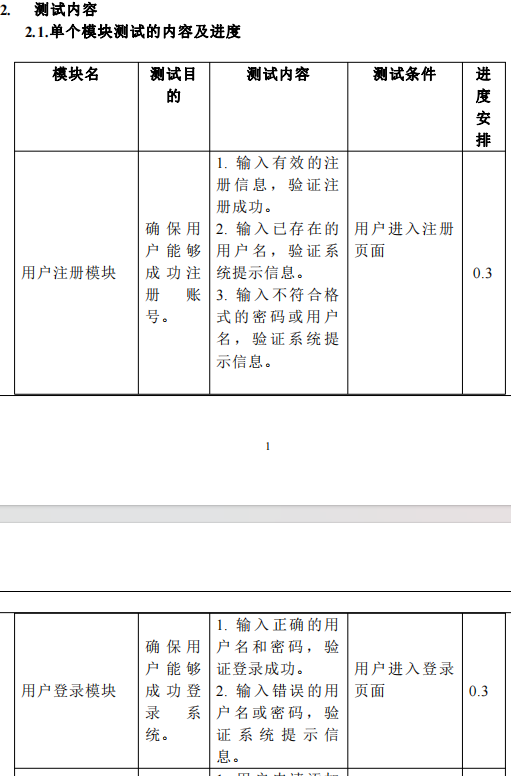 2. 测试内容
2.1.单个模块测试的内容及进度
模块名
测试目
的
测试内容
测试条件
进
度
安
排
用户注册模块
确保用
户能够
成功注
册账
号。
1. 输入有效的注
册信息，验证注
册成功。
2. 输入已存在的
用户名，验证系
统提示信息。
3. 输入不符合格
式的密码或用户
名，验证系统提
示信息。
用户进入注册
页面
0.3
1
用户登录模块
确保用
户能够
成功登
录系
统。
1. 输入正确的用
户名和密码，验
证登录成功。
2. 输入错误的用
户名或密码，验
证系统提示信
息。
用户进入登录
页面
0.3